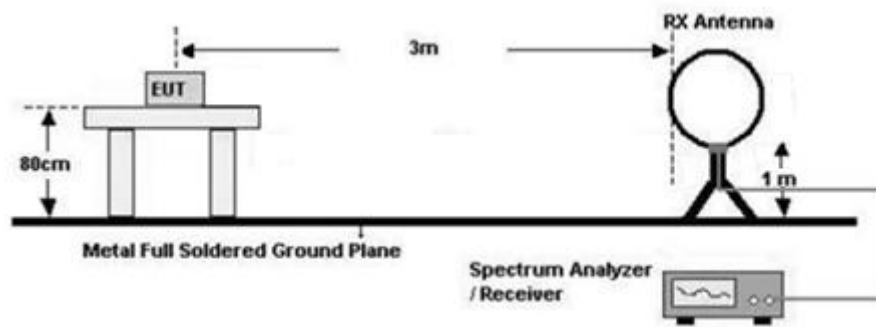 RX Antenna
3m
EUT
80cm
1 m
Metal Full Soldered Ground Plane
Spectrum Analyzer
/ Receiver